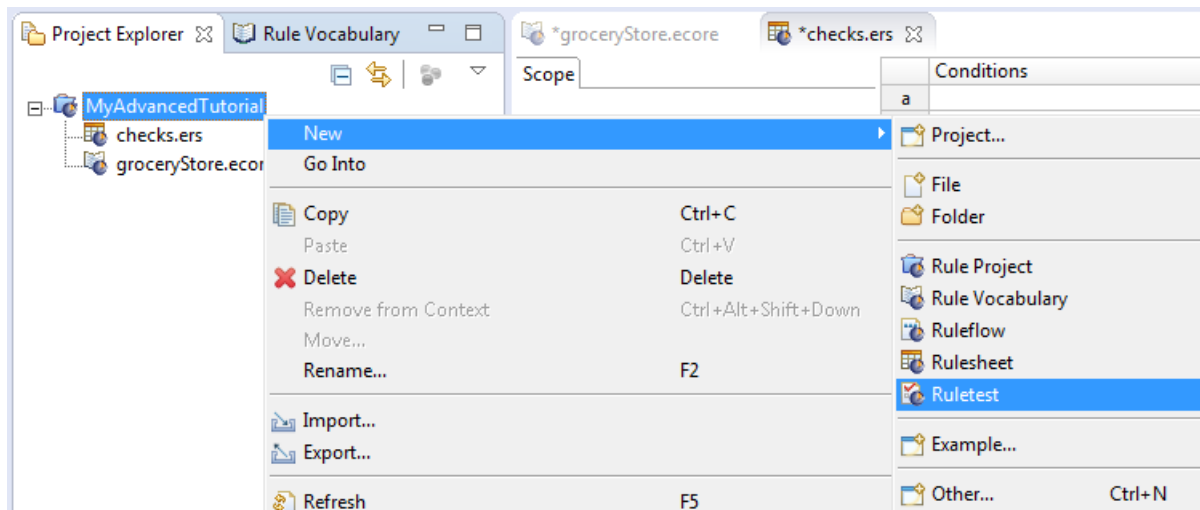 Project Explorer Rule Vocabulary *groceryStore.ecore *checks.ers
Scope Conditions
a
MyAdvancedTutorial
checks.ers
groceryStore.ecor
New
Go Into
Copy Ctrl+C
Paste Ctrl+V
Delete Delete
Remove from Context Ctrl+Alt+Shift+Down
Move...
Rename... F2
Import...
Export...
Refresh F5
Project...
File
Folder
Rule Project
Rule Vocabulary
Ruleflow
Rulesheet
Ruletest
Example...
Other... Ctrl+N